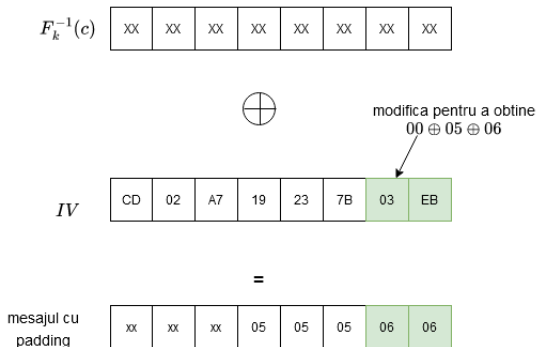 F_k^{-1}(c) XX XX XX XX XX XX XX XX
modifica pentru a obtine
00 ⊕ 05 ⊕ 06
IV CD 02 A7 19 23 7B 03 EB
=
mesajul cu
padding
xx xx xx 05 05 05 06 06